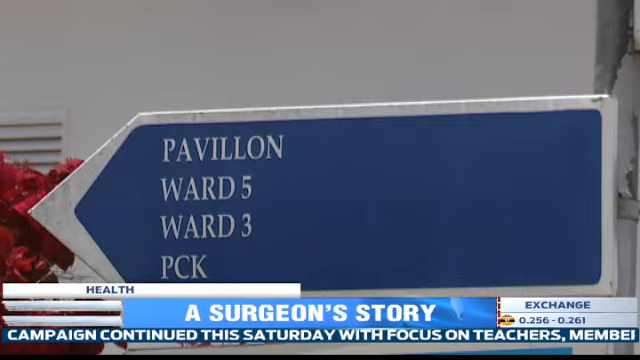 PAVILLON
WARD 5
WARD 3
PCK
HEALTH
A SURGEON'S STORY
EXCHANGE
0.256 - 0.261
CAMPAIGN CONTINUED THIS SATURDAY WITH FOCUS ON TEACHERS, MEMBE